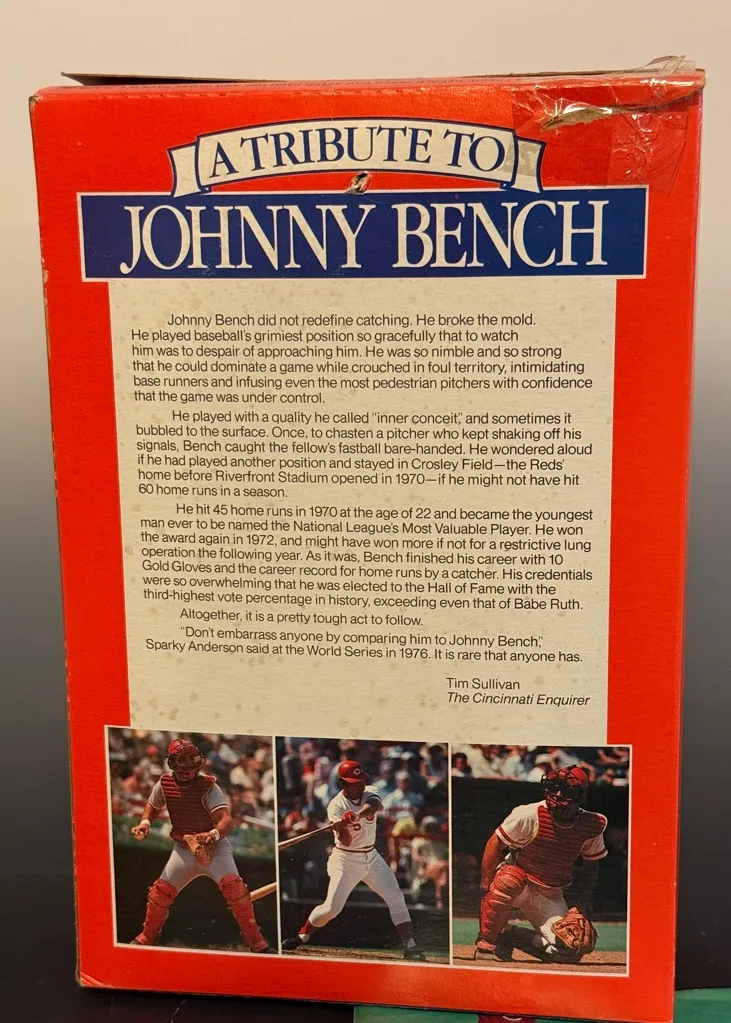 A TRIBUTE TO
JOHNNY BENCH
Johnny Bench did not redefine catching. He broke the mold.
He played baseball's grimiest position so gracefully that to watch
him was to despair of approaching him. He was so nimble and so strong
that he could dominate a game while crouched in foul territory, intimidating
base runners and infusing even the most pedestrian pitchers with confidence
that the game was under control.
He played with a quality he called "inner conceit," and sometimes it
bubbled to the surface. Once, to chasten a pitcher who kept shaking off his
signals, Bench caught the fellow's fastball bare-handed. He wondered aloud
if he had played another position and stayed in Crosley Field—the Reds'
home before Riverfront Stadium opened in 1970—if he might not have hit
60 home runs in a season.
He hit 45 home runs in 1970 at the age of 22 and became the youngest
man ever to be named the National League's Most Valuable Player. He won
the award again in 1972, and might have won more if not for a restrictive lung
operation the following year. As it was, Bench finished his career with 10
Gold Gloves and the career record for home runs by a catcher. His credentials
were so overwhelming that he was elected to the Hall of Fame with the
third-highest vote percentage in history, exceeding even that of Babe Ruth.
Altogether, it is a pretty tough act to follow.
"Don't embarrass anyone by comparing him to Johnny Bench,"
Sparky Anderson said at the World Series in 1976. It is rare that anyone has.
Tim Sullivan
The Cincinnati Enquirer
C
5